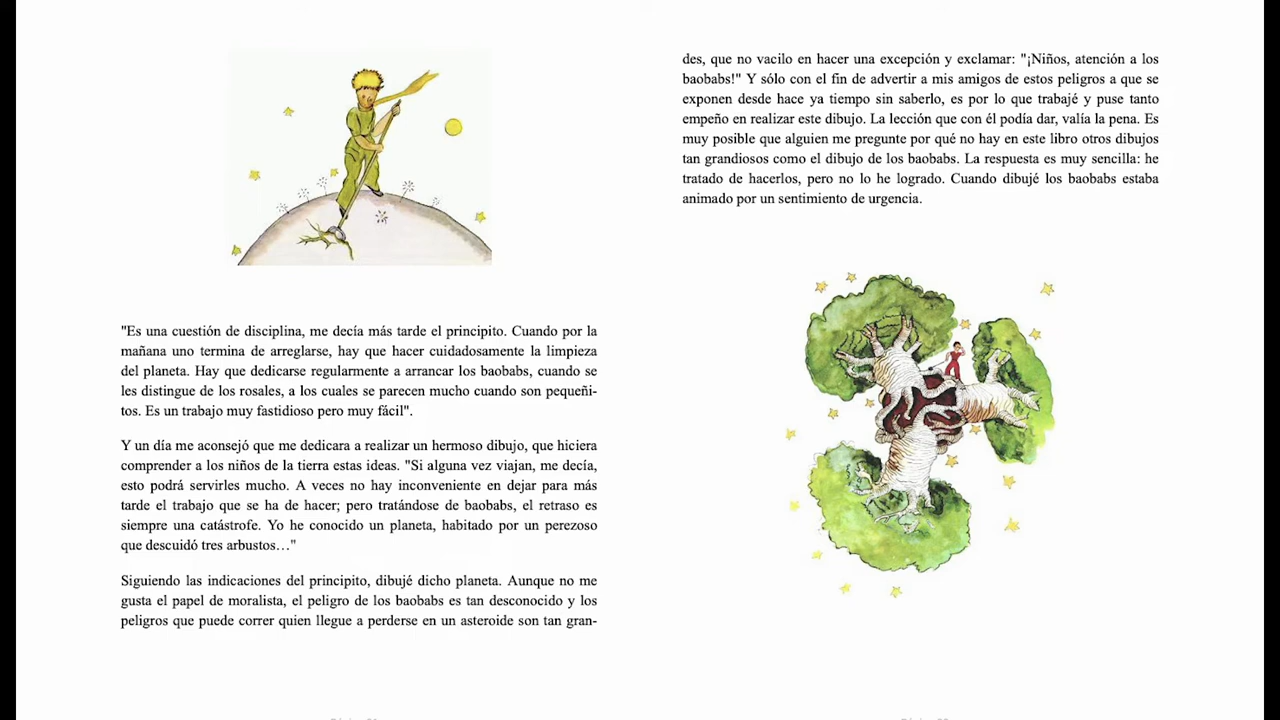 "Es una cuestión de disciplina, me decía más tarde el principito. Cuando por la
mañana uno termina de arreglarse, hay que hacer cuidadosamente la limpieza
del planeta. Hay que dedicarse regularmente a arrancar los baobabs, cuando se
les distingue de los rosales, a los cuales se parecen mucho cuando son pequeñi-
tos. Es un trabajo muy fastidioso pero muy fácil".
Y un día me aconsejó que me dedicara a realizar un hermoso dibujo, que hiciera
comprender a los niños de la tierra estas ideas. "Si alguna vez viajan, me decía,
esto podrá servirles mucho. A veces no hay inconveniente en dejar para más
tarde el trabajo que se ha de hacer; pero tratándose de baobabs, el retraso es
siempre una catástrofe. Yo he conocido un planeta, habitado por un perezoso
que descuidó tres arbustos…"
Siguiendo las indicaciones del principito, dibujé dicho planeta. Aunque no me
gusta el papel de moralista, el peligro de los baobabs es tan desconocido y los
peligros que puede correr quien llegue a perderse en un asteroide son tan gran-
des, que no vacilo en hacer una excepción y exclamar: "¡Niños, atención a los
baobabs!" Y sólo con el fin de advertir a mis amigos de estos peligros a que se
exponen desde hace ya tiempo sin saberlo, es por lo que trabajé y puse tanto
empeño en realizar este dibujo. La lección que con él podía dar, valía la pena. Es
muy posible que alguien me pregunte por qué no hay en este libro otros dibujos
tan grandiosos como el dibujo de los baobabs. La respuesta es muy sencilla: he
tratado de hacerlos, pero no lo he logrado. Cuando dibujé los baobabs estaba
animado por un sentimiento de urgencia.